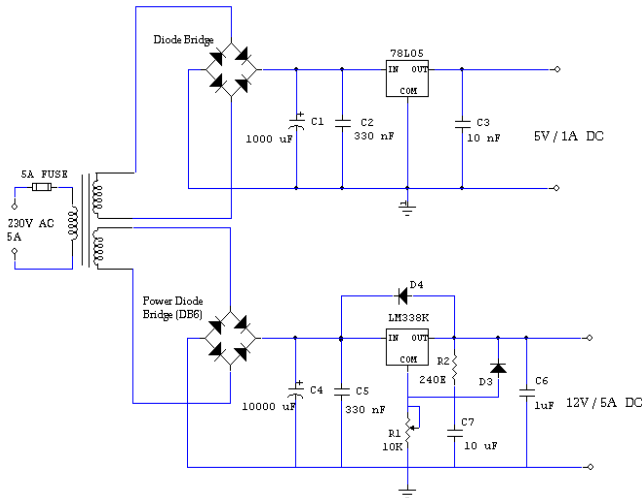 Diode Bridge
78L05
IN OUT
COM
C1
1000 uF
C2
330 nF
C3
10 nF
5V / 1A DC
5A FUSE
230V AC
5A
Power Diode
Bridge (DB6)
D4
LM338K
IN OUT
COM
R2
240E
D3
C6
1uF
C4
10000 uF
C5
330 nF
R1
10K
C7
10 uF
12V / 5A DC